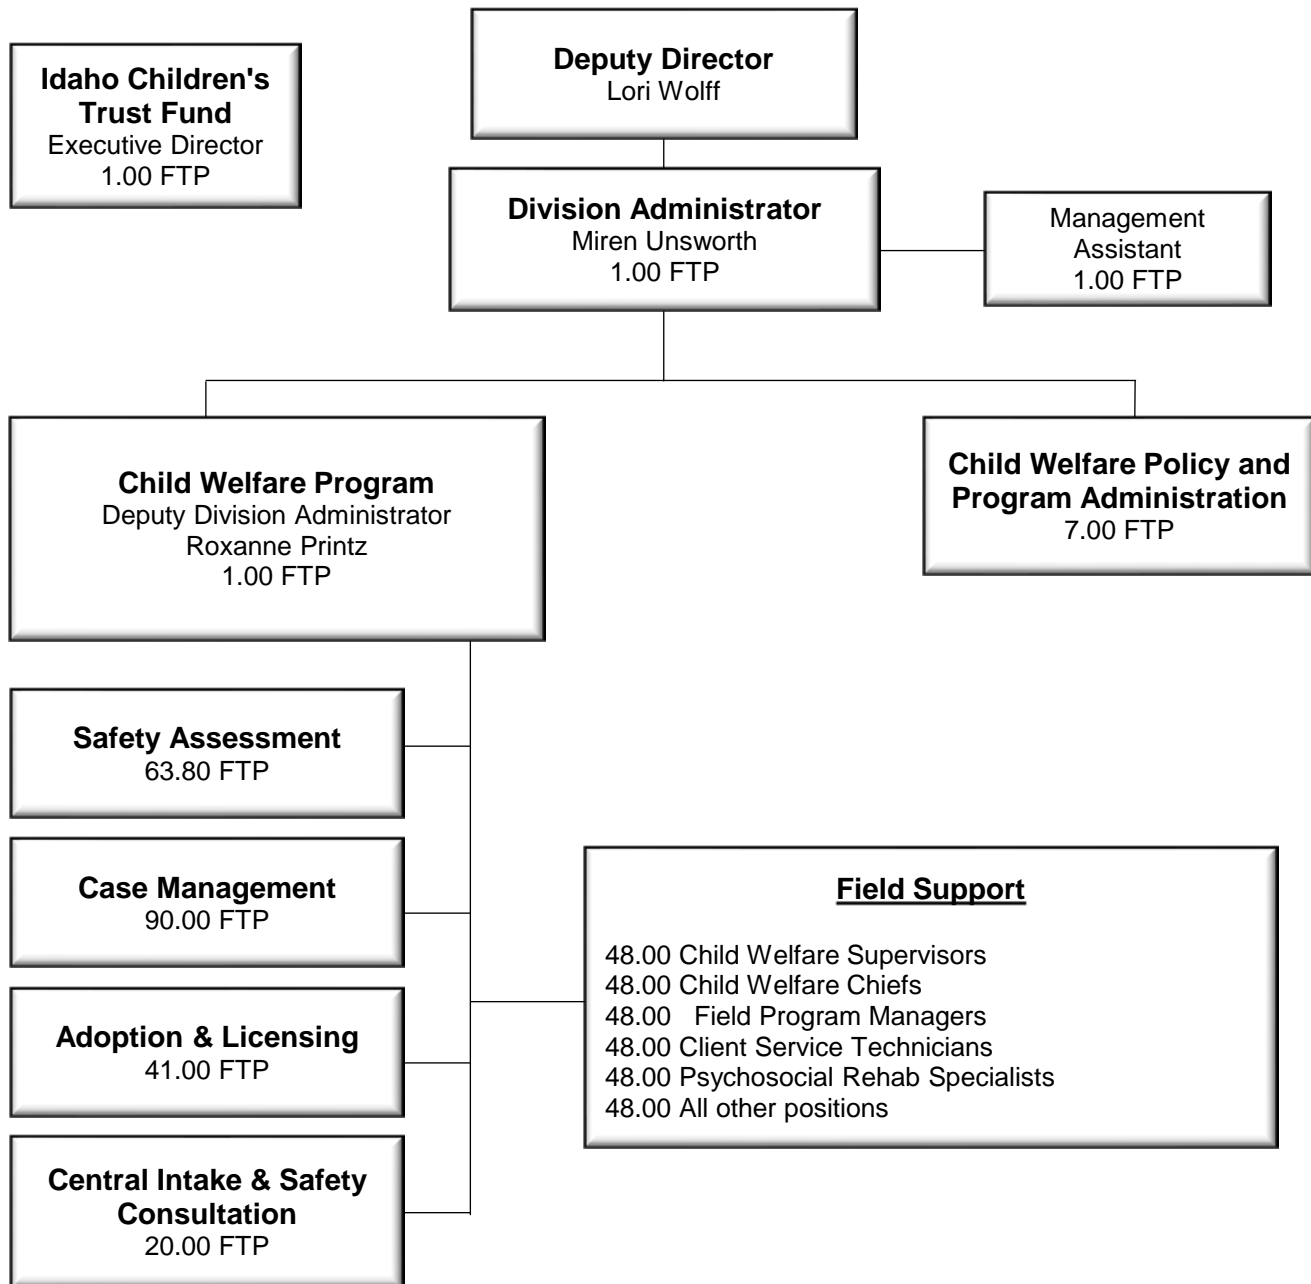 Idaho Children's
Trust Fund
Executive Director
1.00 FTP
Deputy Director
Lori Wolff
Division Administrator
Miren Unsworth
1.00 FTP
Management
Assistant
1.00 FTP
Child Welfare Program
Deputy Division Administrator
Roxanne Printz
1.00 FTP
Child Welfare Policy and
Program Administration
7.00 FTP
Safety Assessment
63.80 FTP
Case Management
90.00 FTP
Adoption & Licensing
41.00 FTP
Central Intake & Safety
Consultation
20.00 FTP
Field Support
48.00 Child Welfare Supervisors
48.00 Child Welfare Chiefs
48.00 Field Program Managers
48.00 Client Service Technicians
48.00 Psychosocial Rehab Specialists
48.00 All other positions